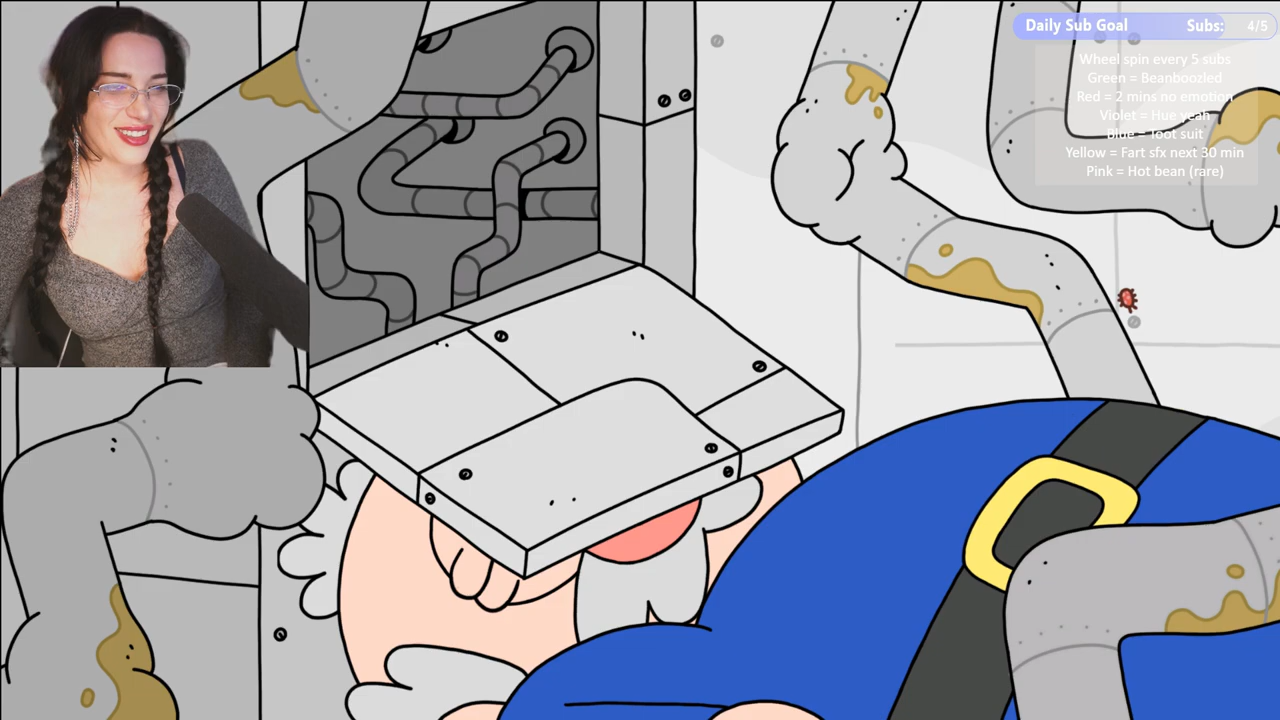 Daily Sub Goal Subs: 4/5
Wheel spin every 5 subs
Green = Beanboozled
Red = 2 mins no emotion
Violet = Hue yeah
Blue = Toot suit
Yellow = Fart sfx next 30 min
Pink = Hot bean (rare)